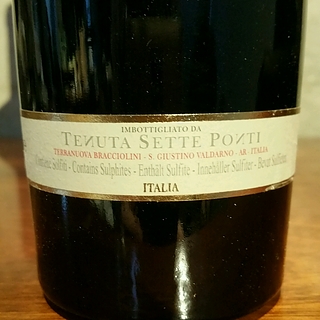 IMBOTTIGLIATO DA
TENUTA SETTE PONTI
TERRANUOVA BRACCIOLINI - S. GIUSTINO VALDARNO - AR - ITALIA
Contiene Solfiti - Contains Sulphites - Enthält Sulfite - Innehåller Sulfiter - Bevat Sulfieten
ITALIA